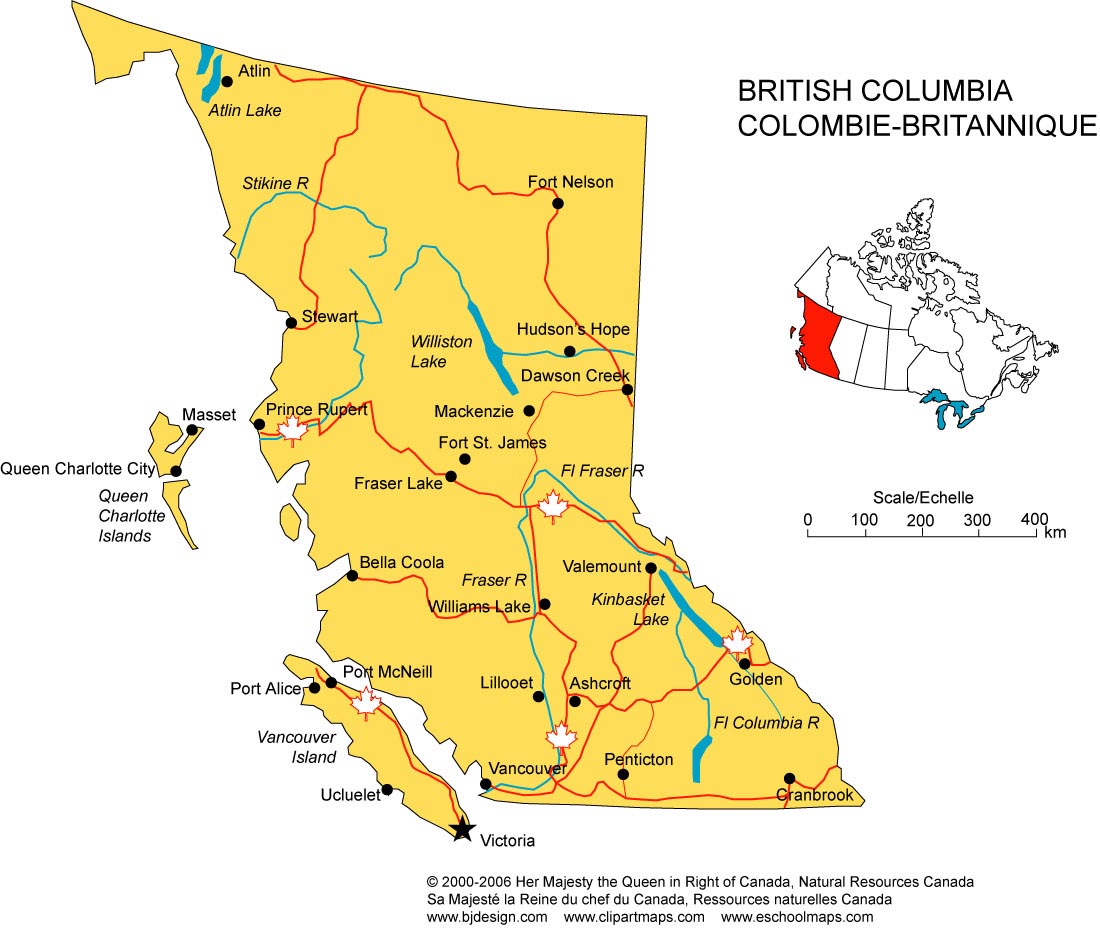 BRITISH COLUMBIA
COLOMBIE-BRITANNIQUE
Atlin
Atlin Lake
Stikine R
Fort Nelson
Stewart
Hudson's Hope
Williston
Lake
Dawson Creek
Mackenzie
Prince Rupert
Masset
Fort St. James
Queen Charlotte City
Fraser Lake
Fl Fraser R
Queen
Charlotte
Islands
Scale/Echelle
0 100 200 300 400
km
Bella Coola
Valemount
Fraser R
Kinbasket
Lake
Williams Lake
Port McNeill
Port Alice
Golden
Lillooet
Ashcroft
Fl Columbia R
Vancouver
Island
Penticton
Vancouver
Ucluelet
Cranbrook
Victoria
© 2000-2006 Her Majesty the Queen in Right of Canada, Natural Resources Canada
Sa Majesté la Reine du chef du Canada, Ressources naturelles Canada
www.bjdesign.com www.clipartmaps.com www.eschoolmaps.com